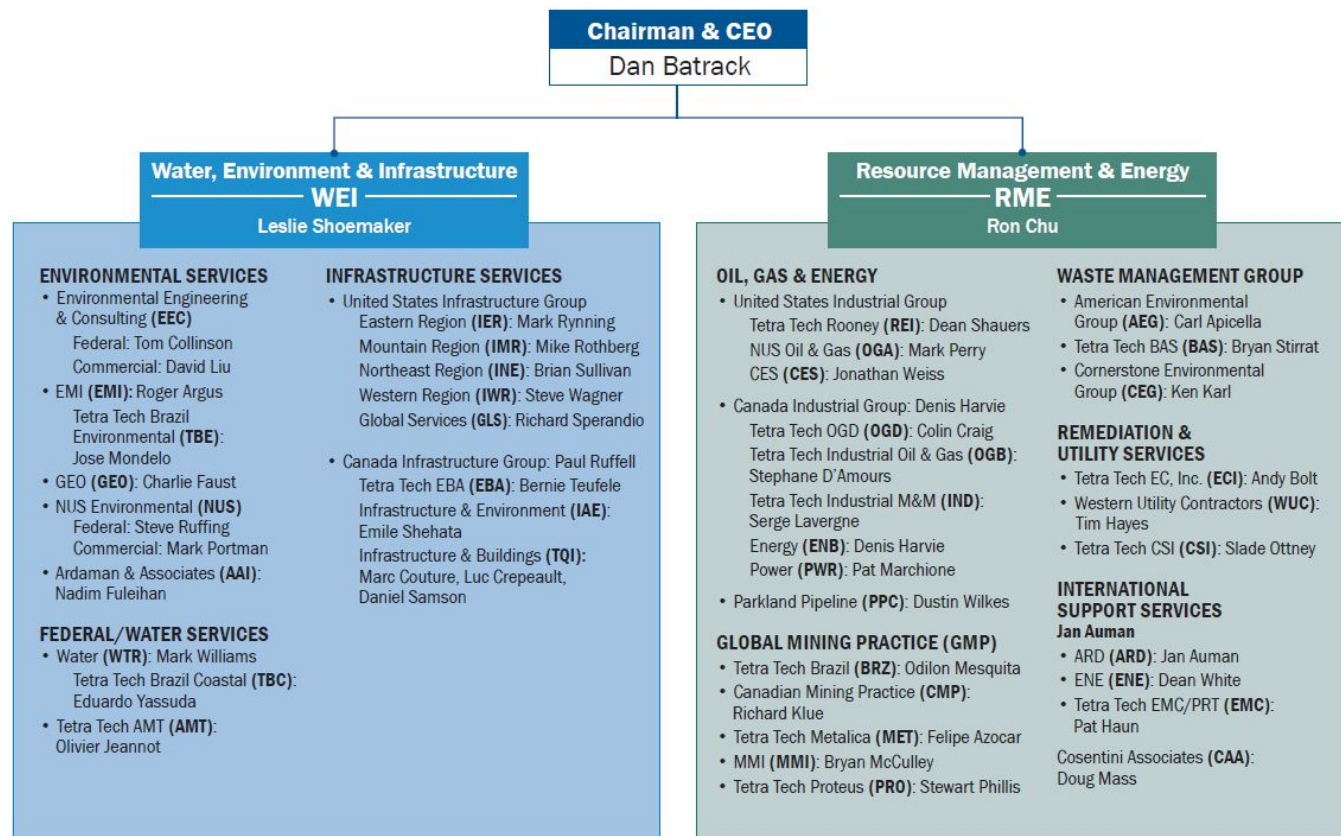 Chairman & CEO
Dan Batrack
Water, Environment & Infrastructure
WEI
Leslie Shoemaker
ENVIRONMENTAL SERVICES
• Environmental Engineering
& Consulting (EEC)
Federal: Tom Collinson
Commercial: David Liu
• EMI (EMI): Roger Argus
Tetra Tech Brazil
Environmental (TBE):
Jose Mondelo
• GEO (GEO): Charlie Faust
• NUS Environmental (NUS)
Federal: Steve Ruffing
Commercial: Mark Portman
• Ardaman & Associates (AAI):
Nadim Fuleihan
FEDERAL/WATER SERVICES
• Water (WTR): Mark Williams
Tetra Tech Brazil Coastal (TBC):
Eduardo Yassuda
• Tetra Tech AMT (AMT):
Olivier Jeannot
INFRASTRUCTURE SERVICES
• United States Infrastructure Group
Eastern Region (IER): Mark Rynning
Mountain Region (IMR): Mike Rothberg
Northeast Region (INE): Brian Sullivan
Western Region (IWR): Steve Wagner
Global Services (GLS): Richard Sperandio
• Canada Infrastructure Group: Paul Ruffell
Tetra Tech EBA (EBA): Bernie Teufele
Infrastructure & Environment (IAE):
Emile Shehata
Infrastructure & Buildings (TQI):
Marc Couture, Luc Crepeault,
Daniel Samson
Resource Management & Energy
RME
Ron Chu
OIL, GAS & ENERGY
• United States Industrial Group
Tetra Tech Rooney (REI): Dean Shauers
NUS Oil & Gas (OGA): Mark Perry
CES (CES): Jonathan Weiss
• Canada Industrial Group: Denis Harvie
Tetra Tech OGD (OGD): Colin Craig
Tetra Tech Industrial Oil & Gas (OGB):
Stephane D'Amours
Tetra Tech Industrial M&M (IND):
Serge Lavergne
Energy (ENB): Denis Harvie
Power (PWR): Pat Marchione
• Parkland Pipeline (PPC): Dustin Wilkes
GLOBAL MINING PRACTICE (GMP)
• Tetra Tech Brazil (BRZ): Odilon Mesquita
• Canadian Mining Practice (CMP):
Richard Klue
• Tetra Tech Metalica (MET): Felipe Azocar
• MMI (MMI): Bryan McCulley
• Tetra Tech Proteus (PRO): Stewart Phillis
WASTE MANAGEMENT GROUP
• American Environmental
Group (AEG): Carl Apicella
• Tetra Tech BAS (BAS): Bryan Stirrat
• Cornerstone Environmental
Group (CEG): Ken Karl
REMEDIATION &
UTILITY SERVICES
• Tetra Tech EC, Inc. (ECI): Andy Bolt
• Western Utility Contractors (WUC):
Tim Hayes
• Tetra Tech CSI (CSI): Slade Ottney
INTERNATIONAL
SUPPORT SERVICES
Jan Auman
• ARD (ARD): Jan Auman
• ENE (ENE): Dean White
• Tetra Tech EMC/PRT (EMC):
Pat Haun
Cosentini Associates (CAA):
Doug Mass